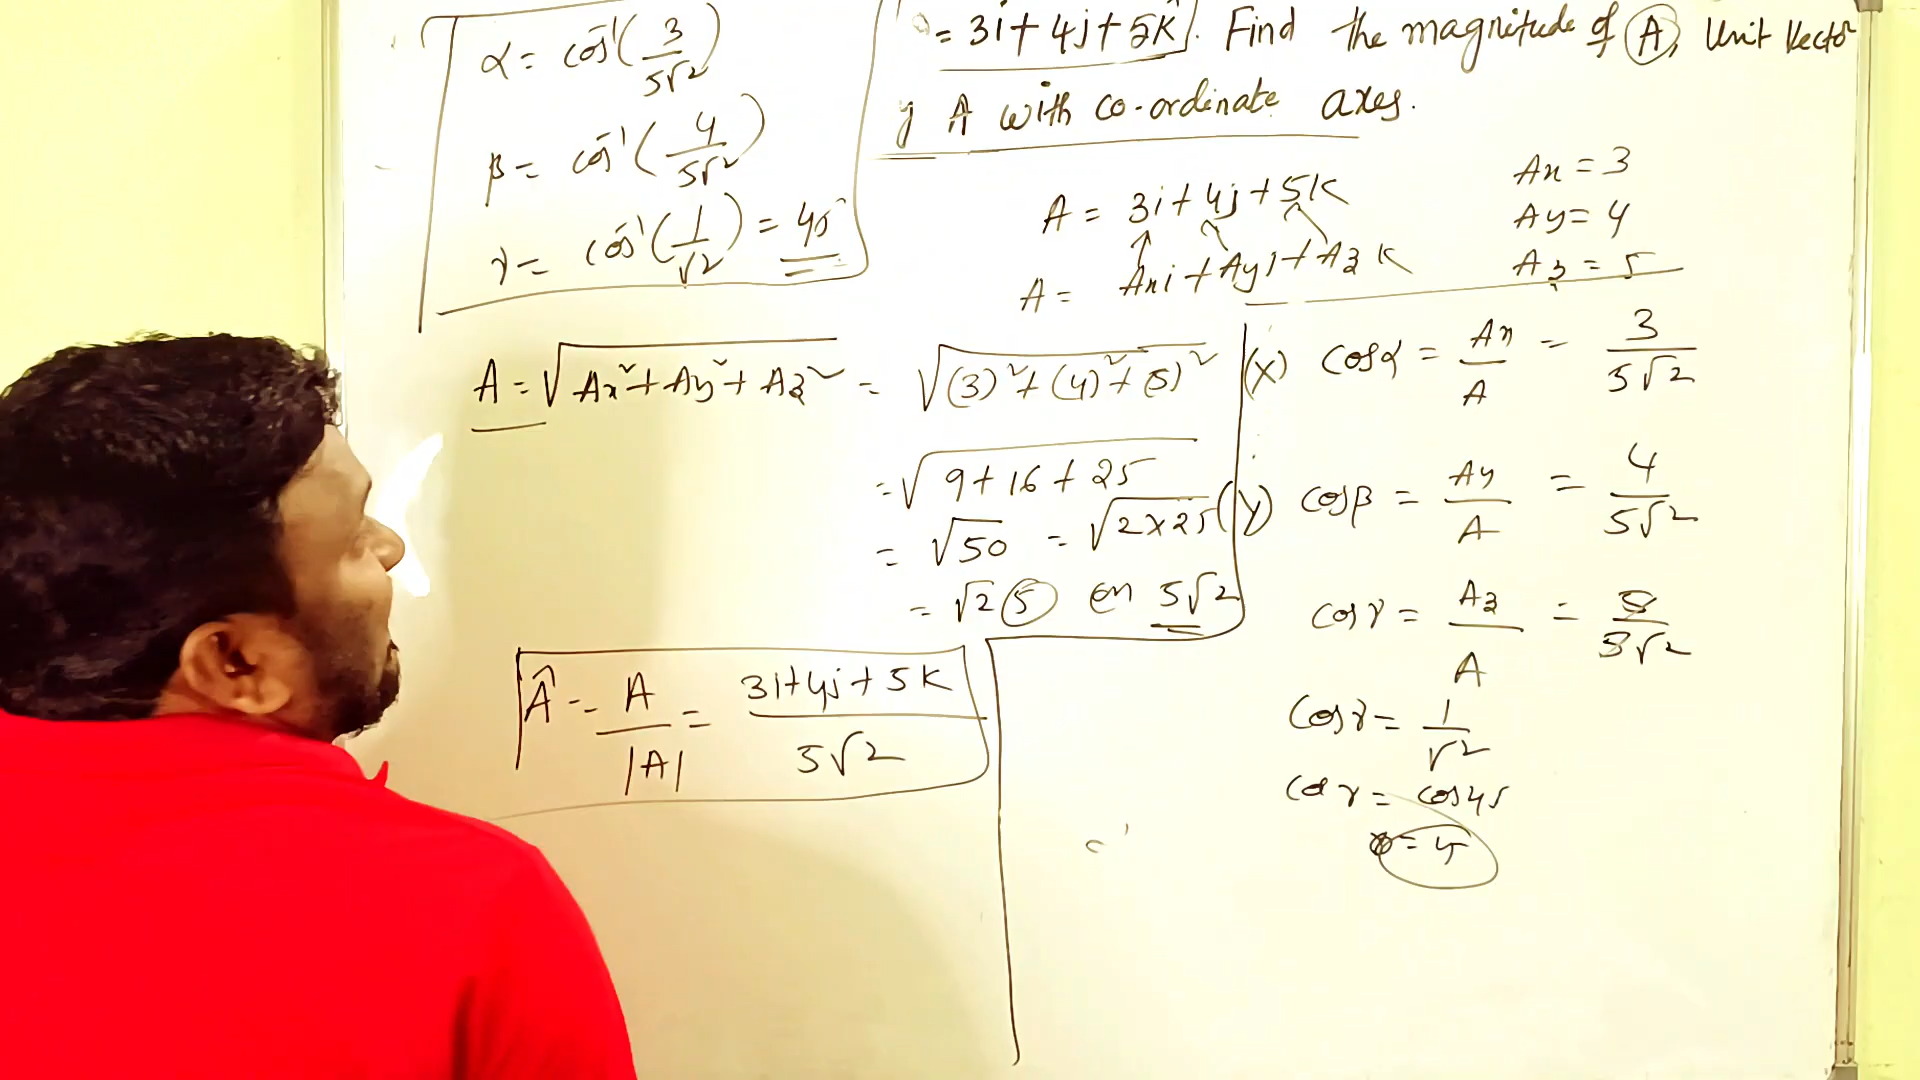 = 3i + 4j + 5k. Find the magnitude of A, Unit Vector
A with co-ordinate axes.
α = cos⁻¹(3/5√2)
β = cos⁻¹(4/5√2)
γ = cos⁻¹(1/√2) = 45°
A = 3i + 4j + 5k
A = Axi + Ayj + Azk
Ax = 3
Ay = 4
Az = 5
A = √Ax² + Ay² + Az² = √(3)² + (4)² + (5)²
= √9 + 16 + 25
= √50 = √2×25
= √2 5 5√2
Â = A/|A| = 3i+4j+5k/5√2
(x) cosα = Ax/A = 3/5√2
(y) cosβ = Ay/A = 4/5√2
cosγ = Az/A = 5/5√2
cosγ = 1/√2
cosγ = cos45